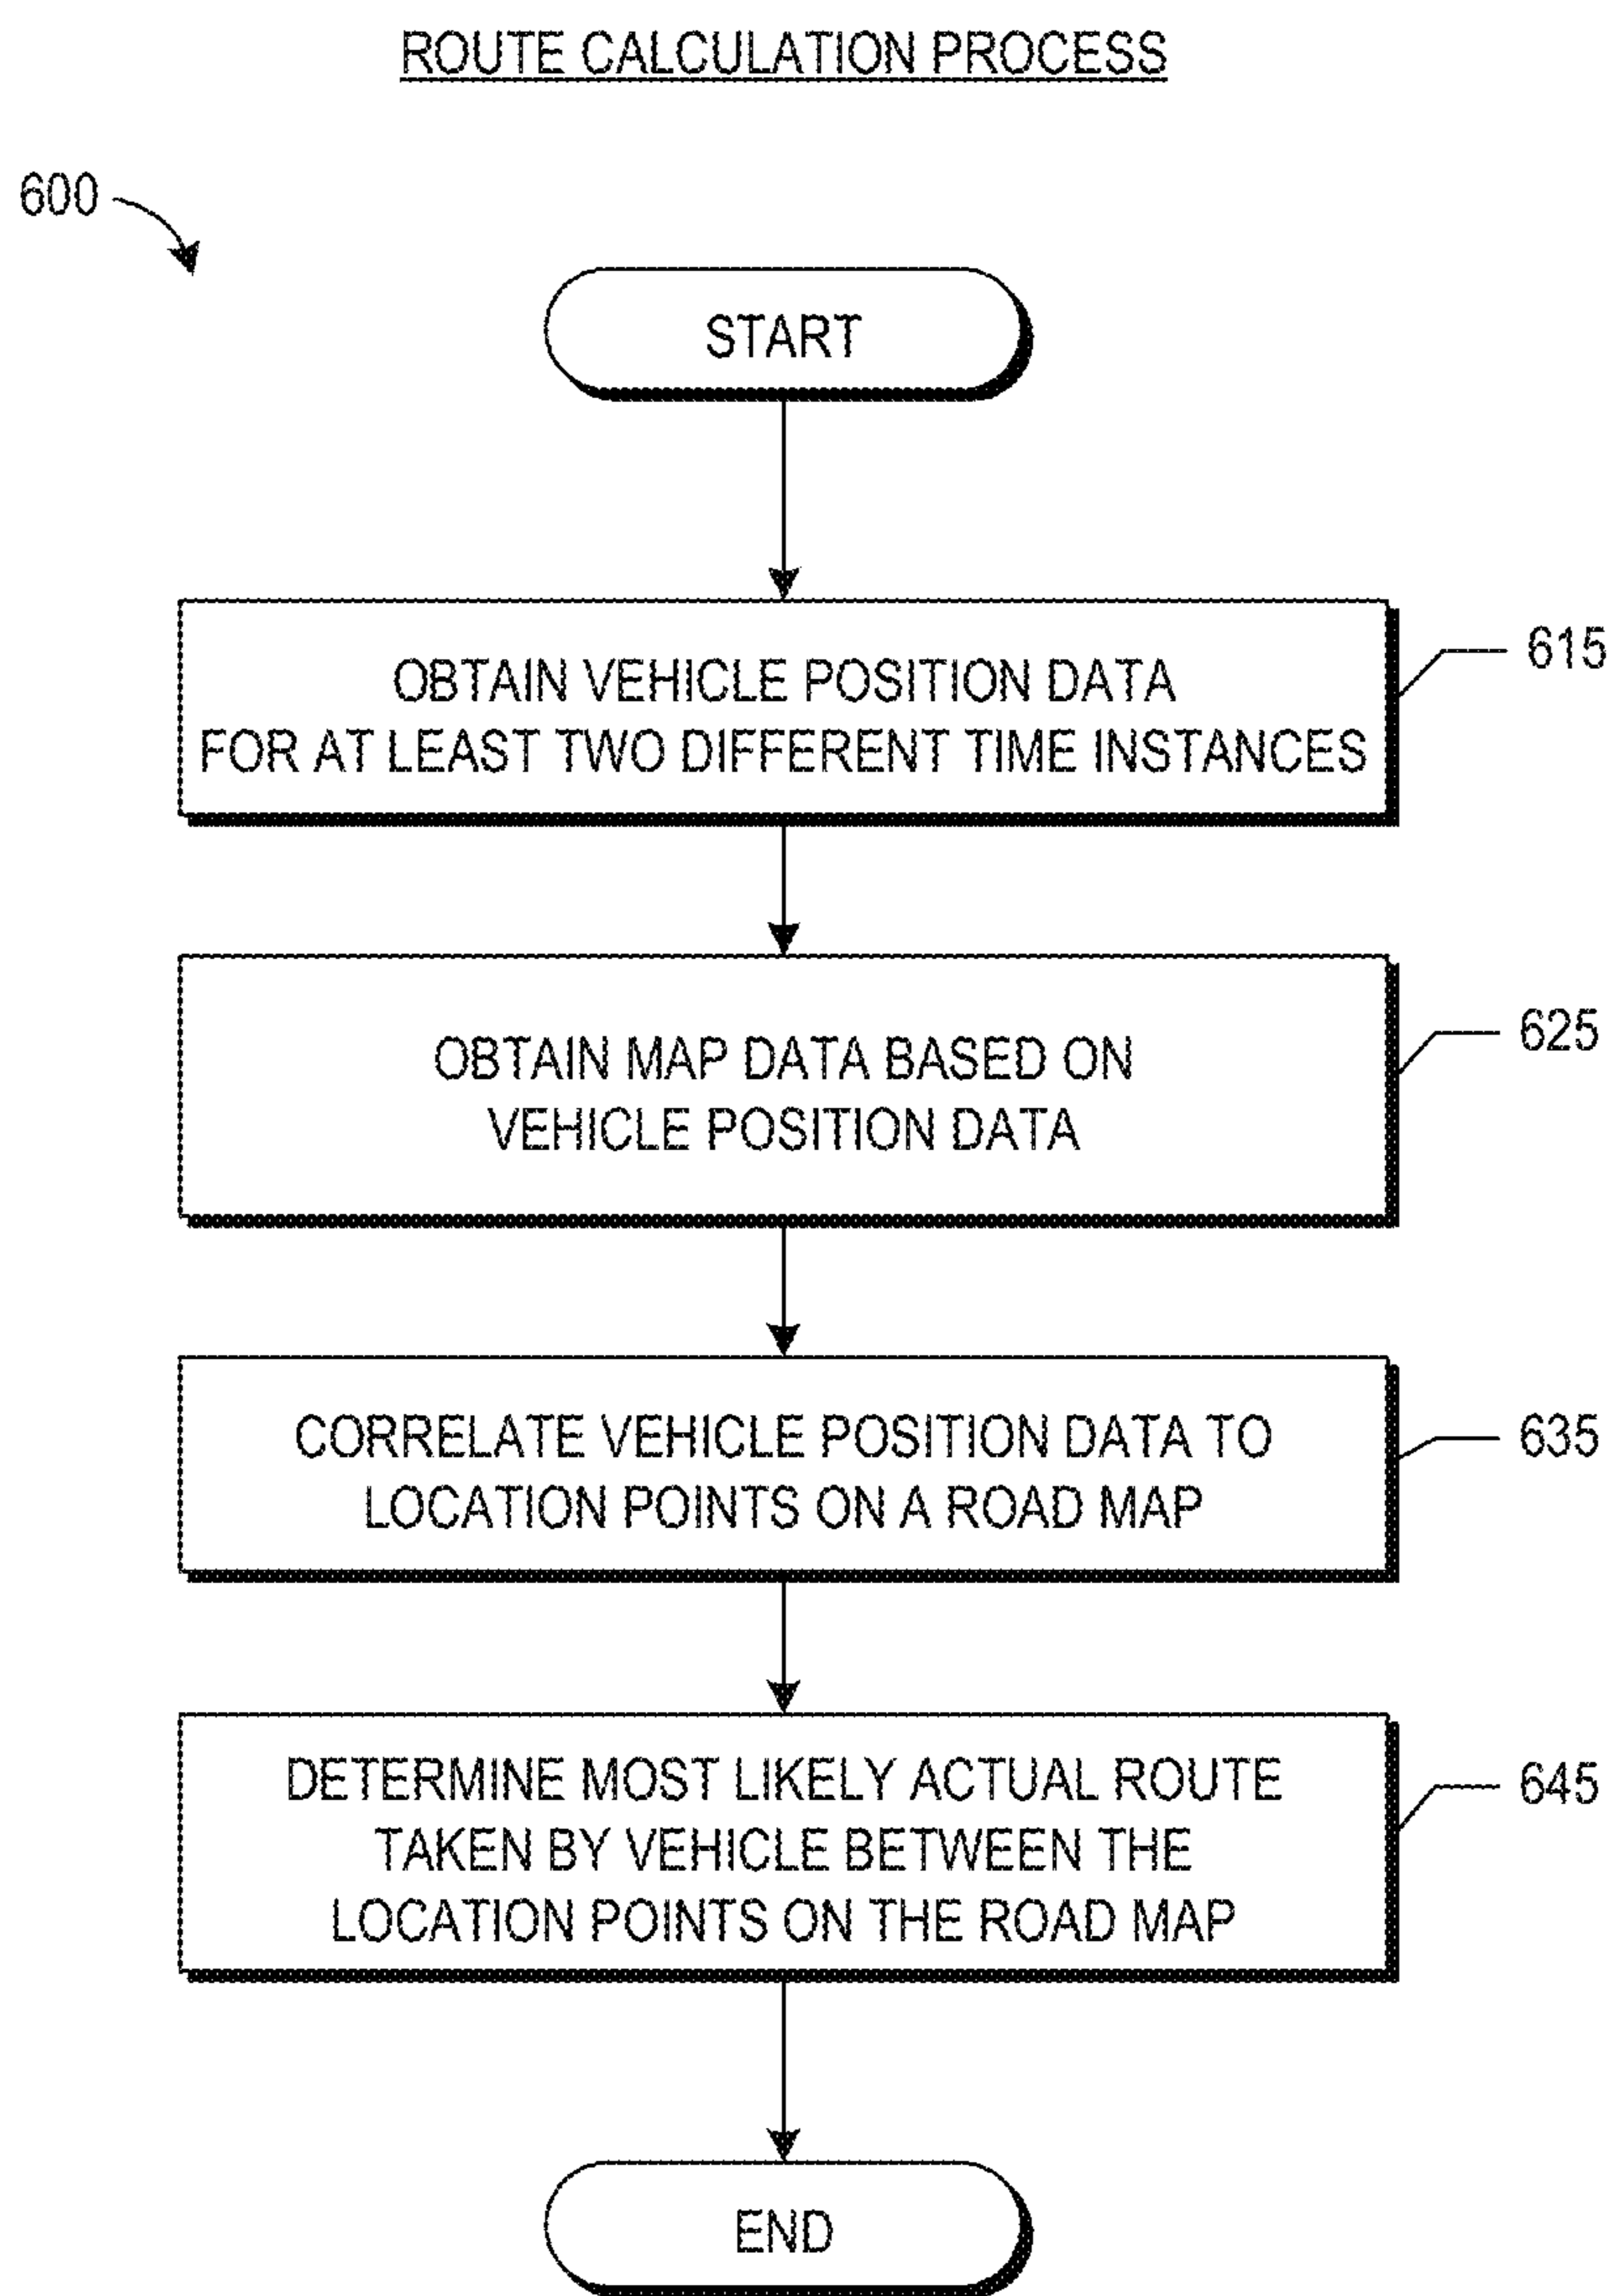 ROUTE CALCULATION PROCESS
600
START
OBTAIN VEHICLE POSITION DATA
FOR AT LEAST TWO DIFFERENT TIME INSTANCES
615
OBTAIN MAP DATA BASED ON
VEHICLE POSITION DATA
625
CORRELATE VEHICLE POSITION DATA TO
LOCATION POINTS ON A ROAD MAP
635
DETERMINE MOST LIKELY ACTUAL ROUTE
TAKEN BY VEHICLE BETWEEN THE
LOCATION POINTS ON THE ROAD MAP
645
END